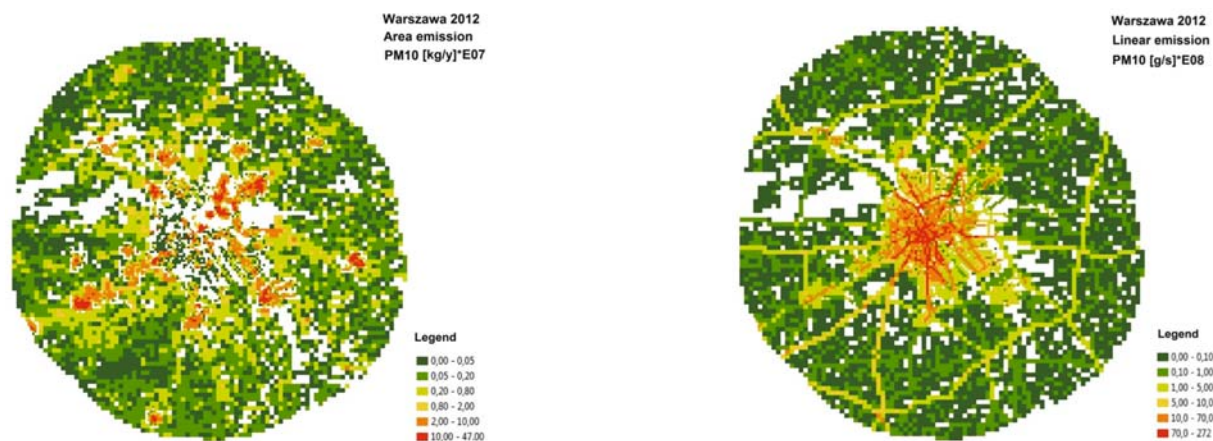 Warszawa 2012
Area emission
PM10 [kg/y]*E07
Legend
0,00 - 0,05
0,05 - 0,20
0,20 - 0,80
0,80 - 2,00
2,00 - 10,00
10,00 - 47,00
Warszawa 2012
Linear emission
PM10 [g/s]*E08
Legend
0,00 - 0,10
0,10 - 1,00
1,00 - 5,00
5,00 - 10,0
10,0 - 70,0
70,0 - 272